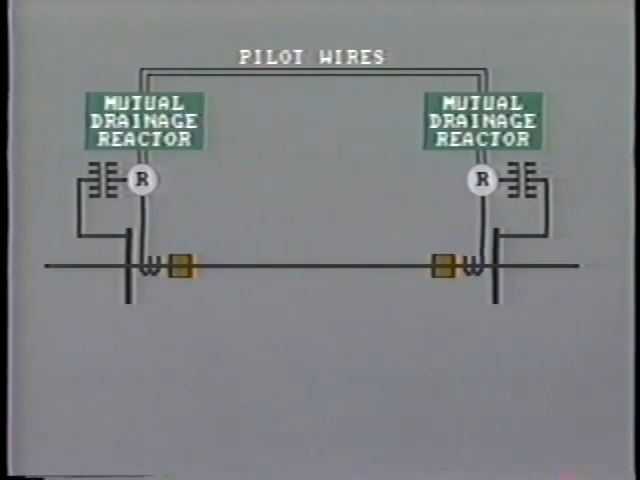 PILOT WIRES
MUTUAL
DRAINAGE
REACTOR
MUTUAL
DRAINAGE
REACTOR
R
R